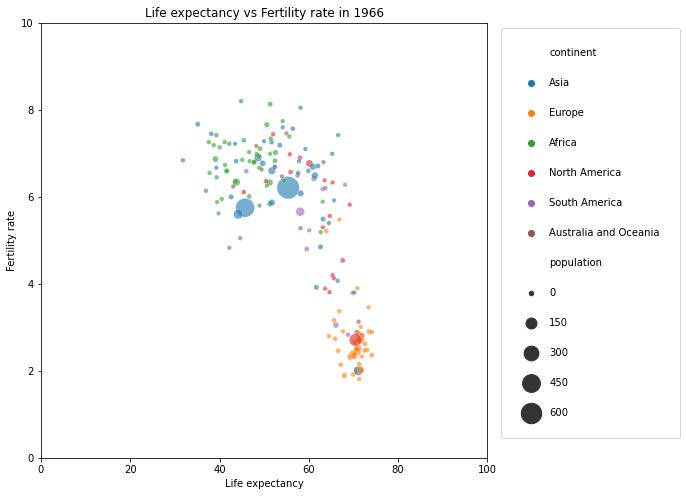 Life expectancy vs Fertility rate in 1966
10
8
6
4
2
0
Fertility rate
0 20 40 60 80 100
Life expectancy
continent
Asia
Europe
Africa
North America
South America
Australia and Oceania
population
0
150
300
450
600